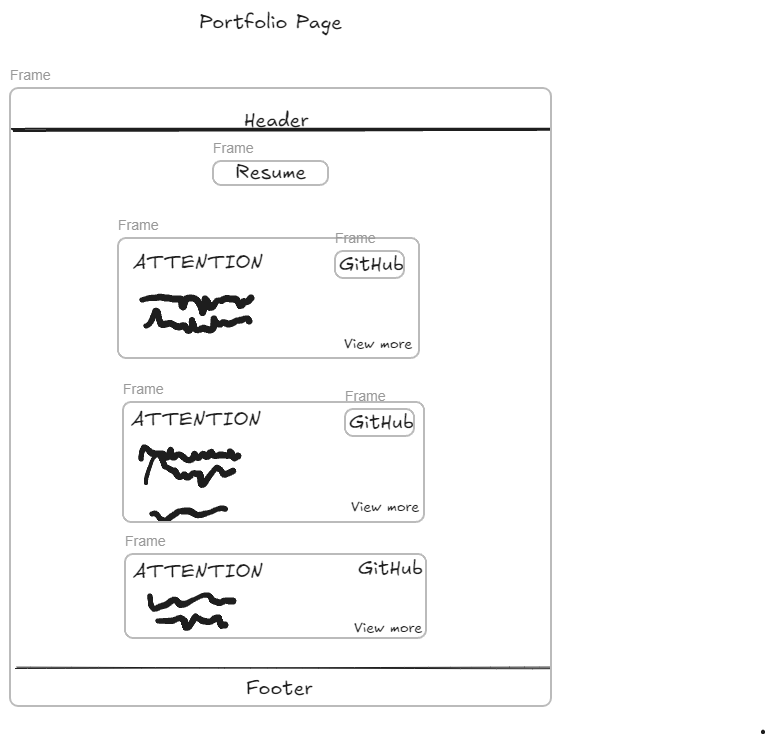 Portfolio Page
Frame
Header
Frame
Resume
Frame
Frame
ATTENTION
GitHub
View more
Frame
Frame
ATTENTION
GitHub
View more
Frame
ATTENTION
GitHub
View more
Footer